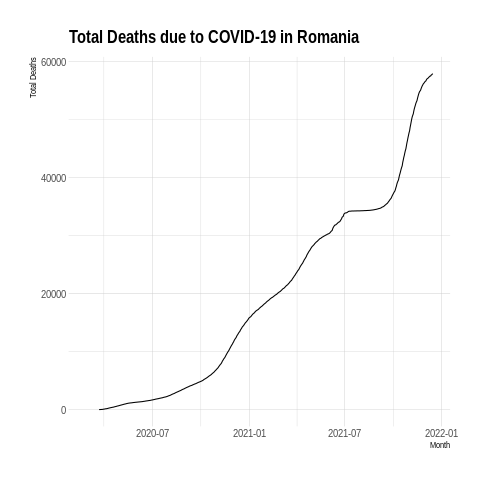 Total Deaths due to COVID-19 in Romania
Total Deaths
60000
40000
20000
0
2020-07
2021-01
2021-07
2022-01
Month